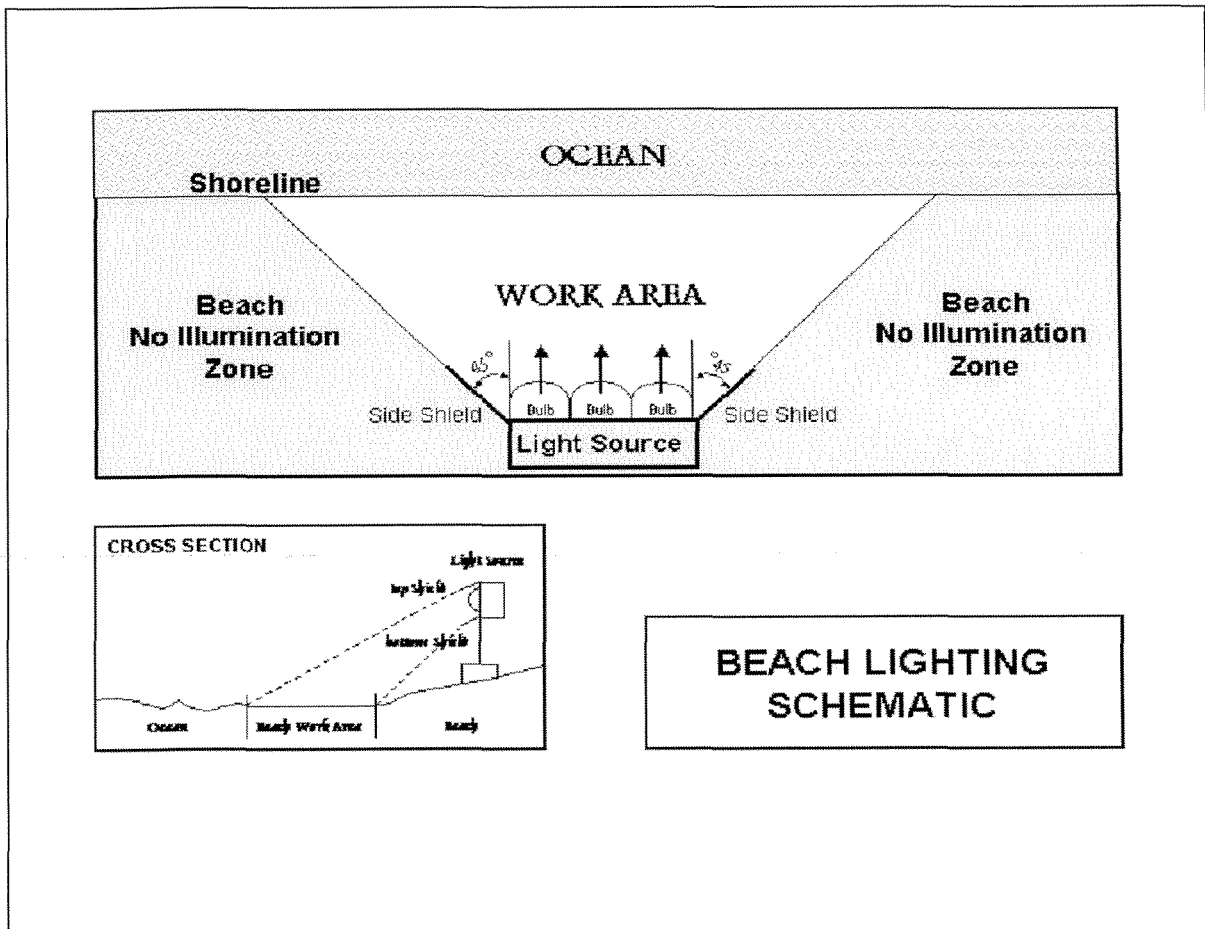 OCEAN
Shoreline
WORK AREA
Beach
No Illumination
Zone
Beach
No Illumination
Zone
45°
°45
Side Shield
Bulb
Bulb
Bulb
Side Shield
Light Source
CROSS SECTION
Light Source
Top Shield
Bottom Shield
Ocean
Beach Work Area
Beach
BEACH LIGHTING
SCHEMATIC